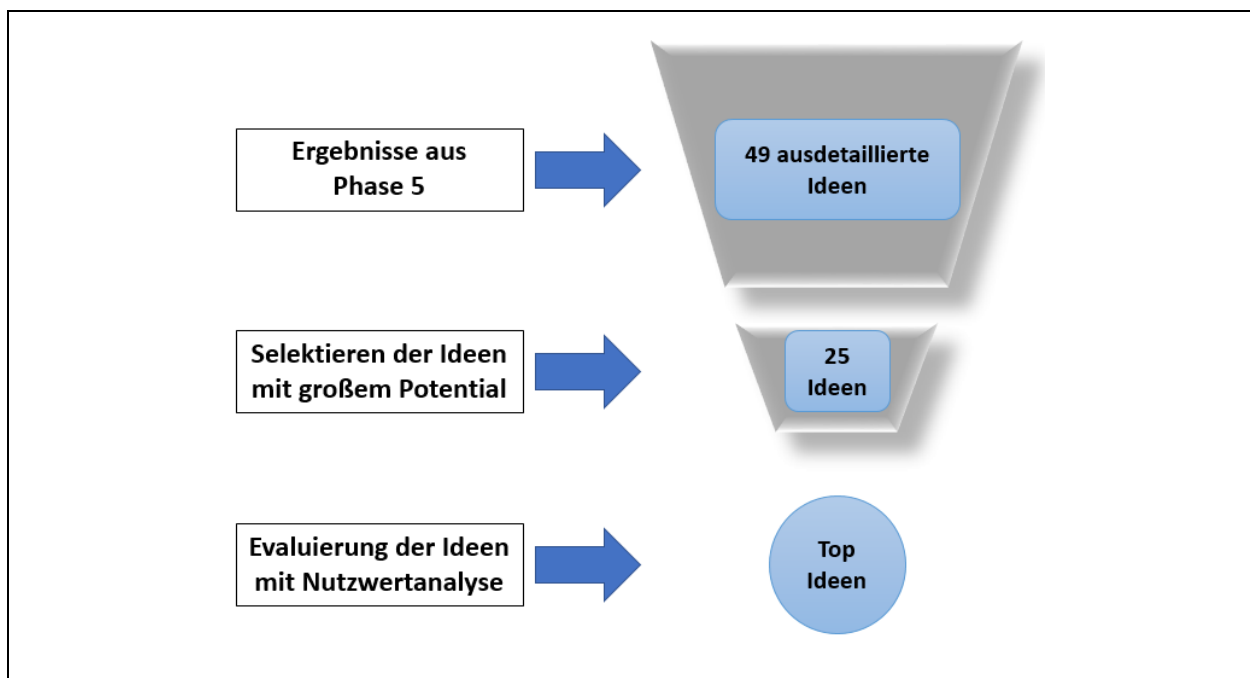 Ergebnisse aus
Phase 5
49 ausdetaillierte
Ideen
Selektieren der Ideen
mit großem Potential
25
Ideen
Evaluierung der Ideen
mit Nutzwertanalyse
Top
Ideen